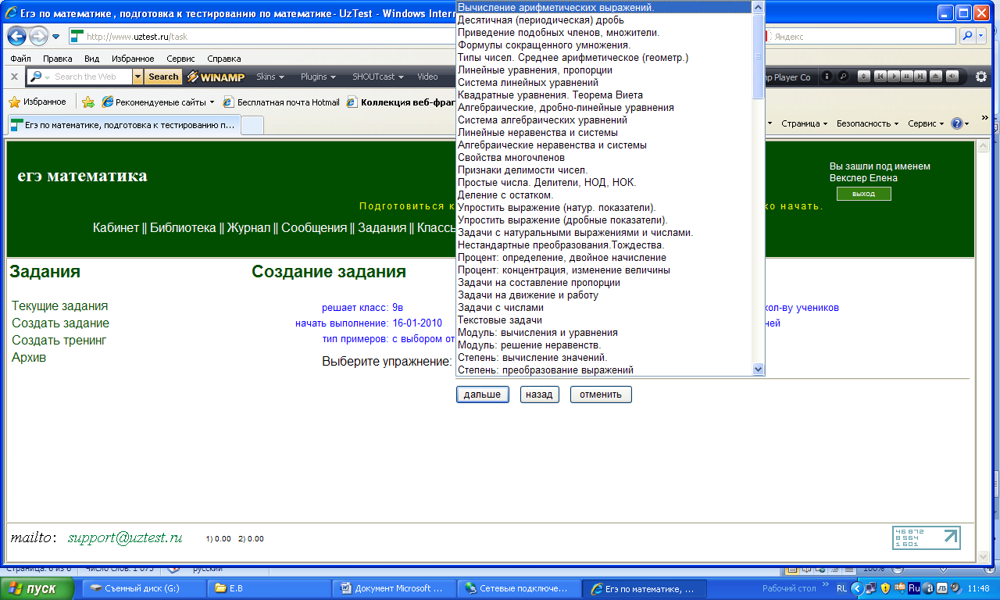 Егэ по математике , подготовка к тестированию по математике- UzTest - Windows Intern
http://www.uztest.ru/task
Яндекс
Файл Правка Вид Избранное Сервис Справка
Search the Web Search WINAMP Skins Plugins SHOUTcast Video
mp Player Co
Избранное Рекомендуемые сайты Бесплатная почта Hotmail Коллекция веб-фраг
Егэ по математике, подготовка к тестированию п...
Страница Безопасность Сервис
егэ математика
Вы зашли под именем
Векслер Елена
выход
Подготовиться к
ко начать.
Кабинет || Библиотека || Журнал || Сообщения || Задания || Классы
Задания
Текущие задания
Создать задание
Создать тренинг
Архив
Создание задания
решает класс: 9в
кол-ву учеников
начать выполнение: 16-01-2010
ней
тип примеров: с выбором от
Выберите упражнение:
Вычисление арифметических выражений.
Десятичная (периодическая) дробь
Приведение подобных членов, множители.
Формулы сокращенного умножения.
Типы чисел. Среднее арифметическое (геометр.)
Линейные уравнения, пропорции
Система линейных уравнений
Квадратные уравнения. Теорема Виета
Алгебраические, дробно-линейные уравнения
Система алгебраических уравнений
Линейные неравенства и системы
Алгебраические неравенства и системы
Свойства многочленов
Признаки делимости чисел.
Простые числа. Делители, НОД, НОК.
Деление с остатком.
Упростить выражение (натур. показатели).
Упростить выражение (дробные показатели).
Задачи с натуральными выражениями и числами.
Нестандартные преобразования.Тождества.
Процент: определение, двойное начисление
Процент: концентрация, изменение величины
Задачи на составление пропорции
Задачи на движение и работу
Задачи с числами
Текстовые задачи
Модуль: вычисления и уравнения
Модуль: решение неравенств.
Степень: вычисление значений.
Степень: преобразование выражений
дальше назад отменить
mailto: support@uztest.ru 1) 0.00 2) 0.00
46872
8564
1601
Страница: 6 из 6 Число слов: 1 075 русский 100%
пуск Съемный диск (G:) E.B Документ Microsoft ... Сетевые подключе... Егэ по математике, ... Рабочий стол RL Ru 11:48